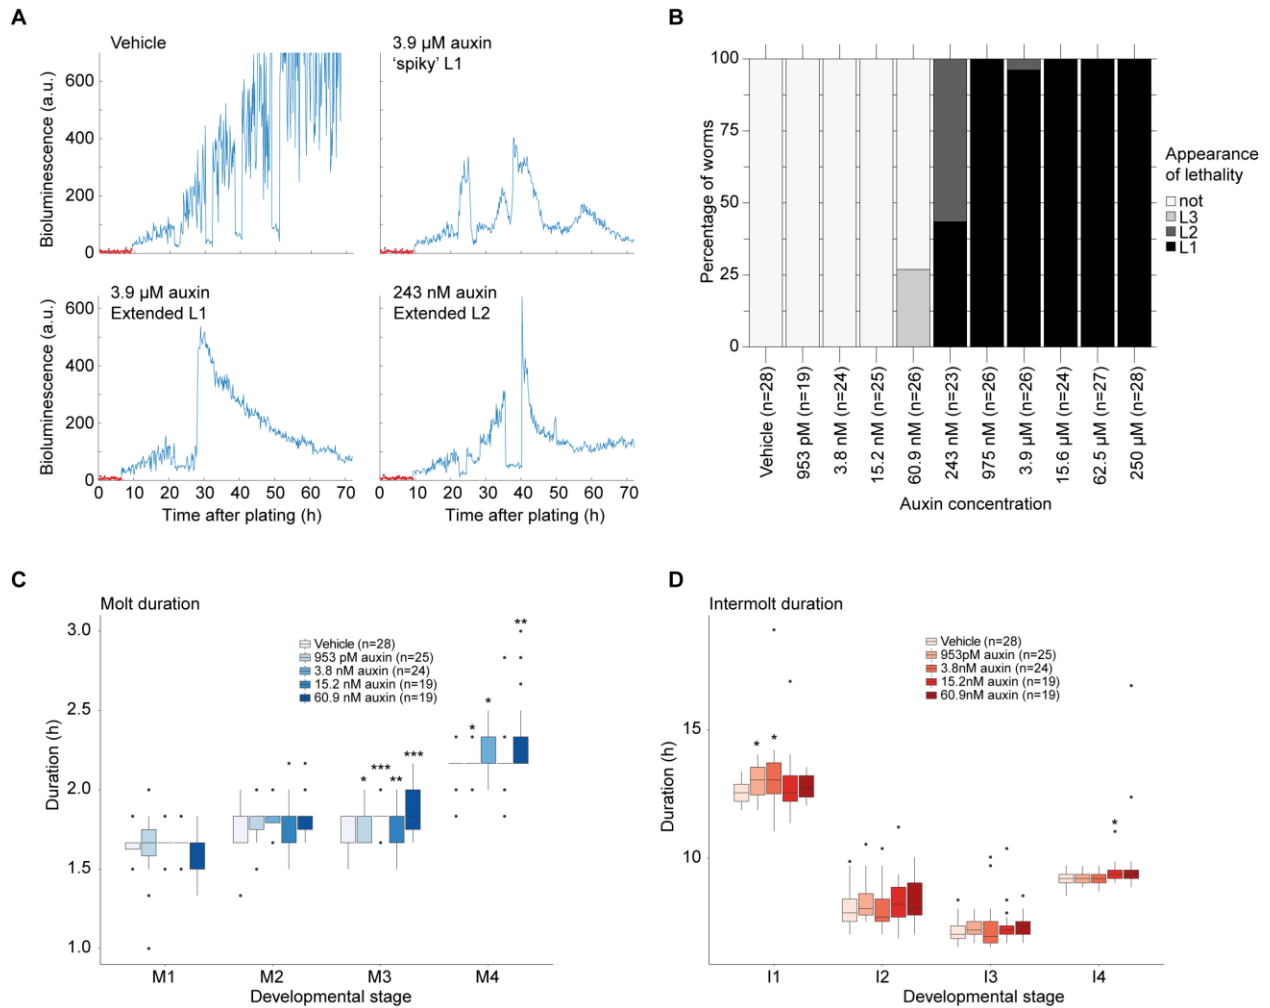 A
Vehicle
3.9 µM auxin
'spiky' L1
Bioluminescence (a.u.)
600
400
200
0
3.9 µM auxin
Extended L1
243 nM auxin
Extended L2
Bioluminescence (a.u.)
600
400
200
0
0 10 20 30 40 50 60 70
0 10 20 30 40 50 60 70
Time after plating (h)
Time after plating (h)
B
Percentage of worms
100
75
50
25
0
Appearance
of lethality
not
L3
L2
L1
Vehicle (n=28)
953 pM (n=19)
3.8 nM (n=24)
15.2 nM (n=25)
60.9 nM (n=26)
243 nM (n=23)
975 nM (n=26)
3.9 µM (n=26)
15.6 µM (n=24)
62.5 µM (n=27)
250 µM (n=28)
Auxin concentration
C
Molt duration
Duration (h)
3.0
2.5
2.0
1.5
1.0
Vehicle (n=28)
953 pM auxin (n=25)
3.8 nM auxin (n=24)
15.2 nM auxin (n=19)
60.9 nM auxin (n=19)
* *** ** ***
* * **
M1 M2 M3 M4
Developmental stage
D
Intermolt duration
Duration (h)
15
10
Vehicle (n=28)
953pM auxin (n=25)
3.8nM auxin (n=24)
15.2nM auxin (n=19)
60.9nM auxin (n=19)
* *
*
I1 I2 I3 I4
Developmental stage